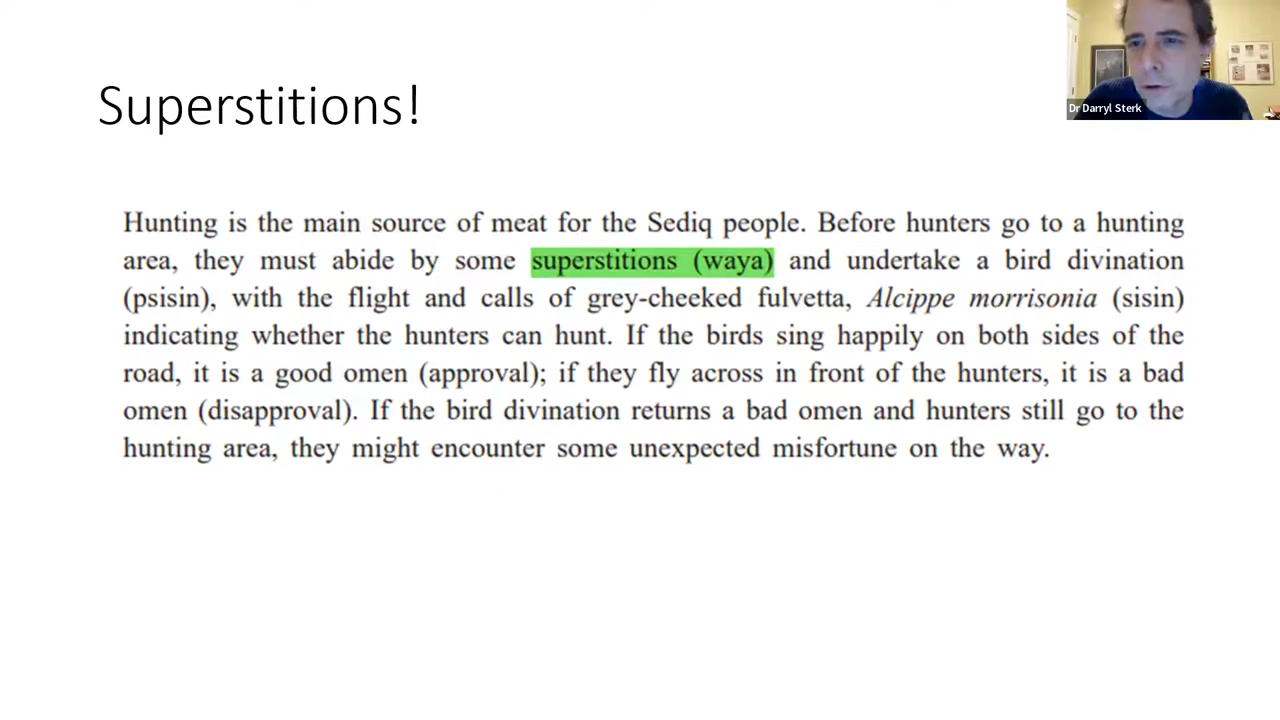 Dr Darryl Sterk
Superstitions!
Hunting is the main source of meat for the Sediq people. Before hunters go to a hunting
area, they must abide by some superstitions (waya) and undertake a bird divination
(psisin), with the flight and calls of grey-cheeked fulvetta, Alcippe morrisonia (sisin)
indicating whether the hunters can hunt. If the birds sing happily on both sides of the
road, it is a good omen (approval); if they fly across in front of the hunters, it is a bad
omen (disapproval). If the bird divination returns a bad omen and hunters still go to the
hunting area, they might encounter some unexpected misfortune on the way.